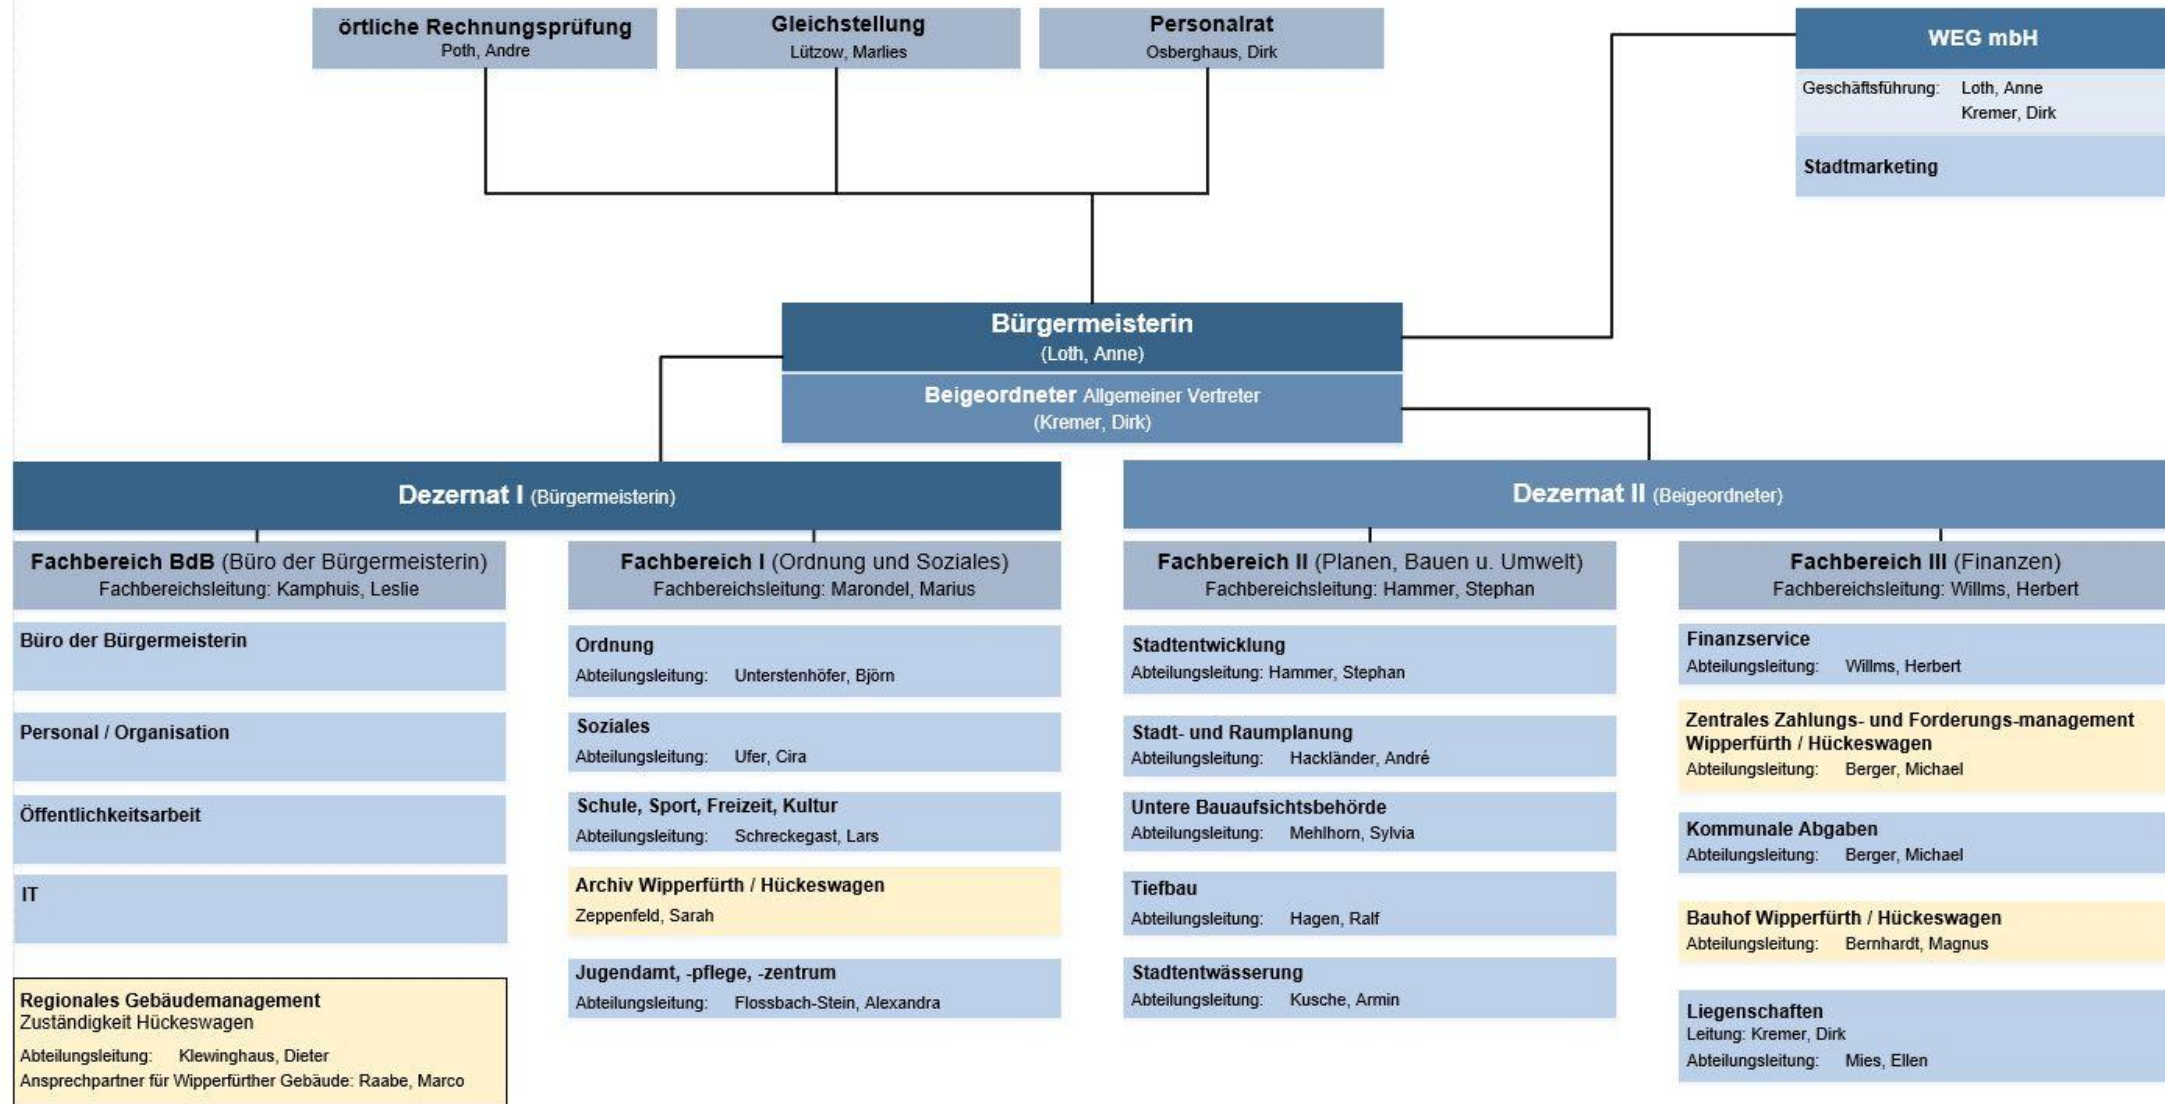 örtliche Rechnungsprüfung
Poth, Andre
Gleichstellung
Lützow, Marlies
Personalrat
Osberghaus, Dirk
WEG mbH
Geschäftsführung: Loth, Anne
Kremer, Dirk
Stadtmarketing
Bürgermeisterin
(Loth, Anne)
Beigeordneter Allgemeiner Vertreter
(Kremer, Dirk)
Dezernat I (Bürgermeisterin)
Dezernat II (Beigeordneter)
Fachbereich BdB (Büro der Bürgermeisterin)
Fachbereichsleitung: Kamphuis, Leslie
Büro der Bürgermeisterin
Personal / Organisation
Öffentlichkeitsarbeit
IT
Regionales Gebäudemanagement
Zuständigkeit Hückeswagen
Abteilungsleitung: Klewinghaus, Dieter
Ansprechpartner für Wipperfürther Gebäude: Raabe, Marco
Fachbereich I (Ordnung und Soziales)
Fachbereichsleitung: Marondel, Marius
Ordnung
Abteilungsleitung: Unterstenhöfer, Björn
Soziales
Abteilungsleitung: Ufer, Cira
Schule, Sport, Freizeit, Kultur
Abteilungsleitung: Schreckegast, Lars
Archiv Wipperfürth / Hückeswagen
Zeppenfeld, Sarah
Jugendamt, -pflege, -zentrum
Abteilungsleitung: Flossbach-Stein, Alexandra
Fachbereich II (Planen, Bauen u. Umwelt)
Fachbereichsleitung: Hammer, Stephan
Stadtentwicklung
Abteilungsleitung: Hammer, Stephan
Stadt- und Raumplanung
Abteilungsleitung: Hackländer, André
Untere Bauaufsichtsbehörde
Abteilungsleitung: Mehlhorn, Sylvia
Tiefbau
Abteilungsleitung: Hagen, Ralf
Stadtentwässerung
Abteilungsleitung: Kusche, Armin
Fachbereich III (Finanzen)
Fachbereichsleitung: Willms, Herbert
Finanzservice
Abteilungsleitung: Willms, Herbert
Zentrales Zahlungs- und Forderungs-management
Wipperfürth / Hückeswagen
Abteilungsleitung: Berger, Michael
Kommunale Abgaben
Abteilungsleitung: Berger, Michael
Bauhof Wipperfürth / Hückeswagen
Abteilungsleitung: Bernhardt, Magnus
Liegenschaften
Leitung: Kremer, Dirk
Abteilungsleitung: Mies, Ellen